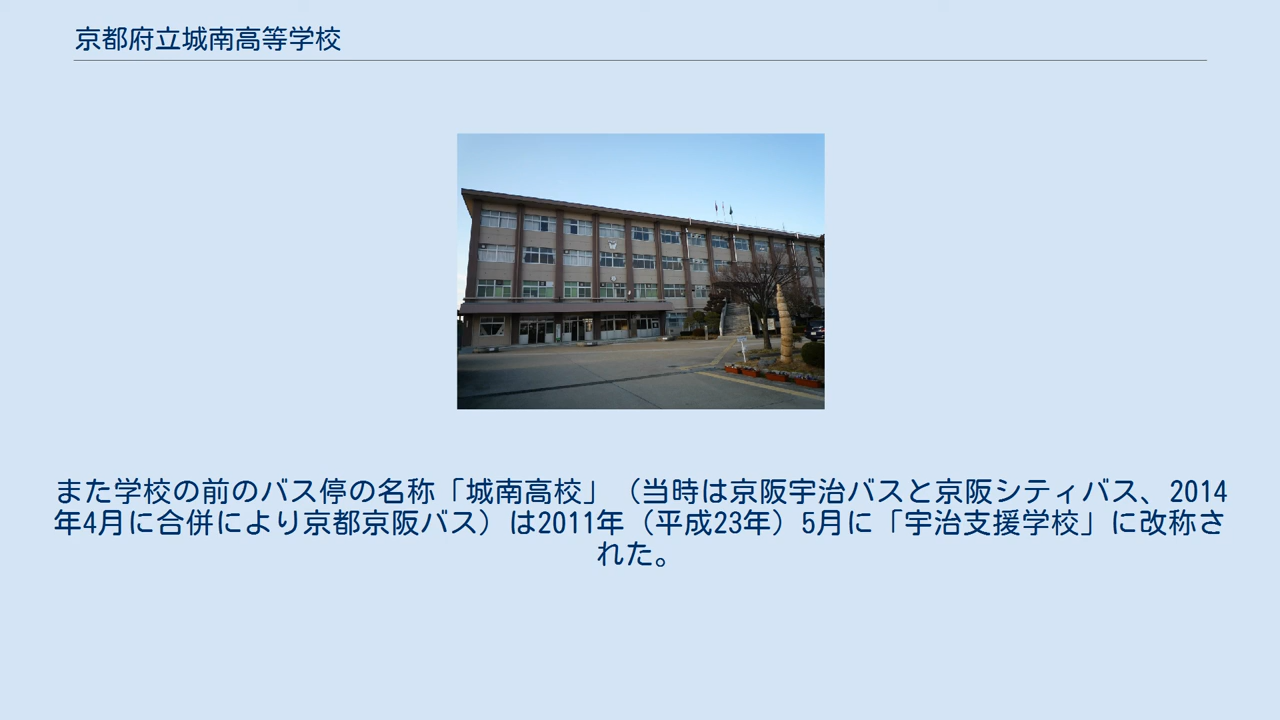 京都府立城南高等学校
また学校の前のバス停の名称「城南高校」（当時は京阪宇治バスと京阪シティバス、2014
年4月に合併により京都京阪バス）は2011年（平成23年）5月に「宇治支援学校」に改称さ
れた。